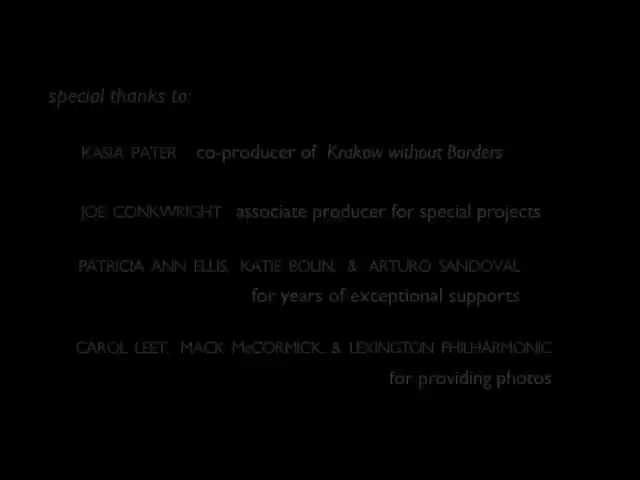 special thanks to:
KASIA PATER co-producer of Krakow without Borders
JOE CONKWRIGHT associate producer for special projects
PATRICIA ANN ELLIS, KATIE BOLIN, & ARTURO SANDOVAL
for years of exceptional supports
CAROL LEET, MACK McCORMICK, & LEXINGTON PHILHARMONIC
for providing photos